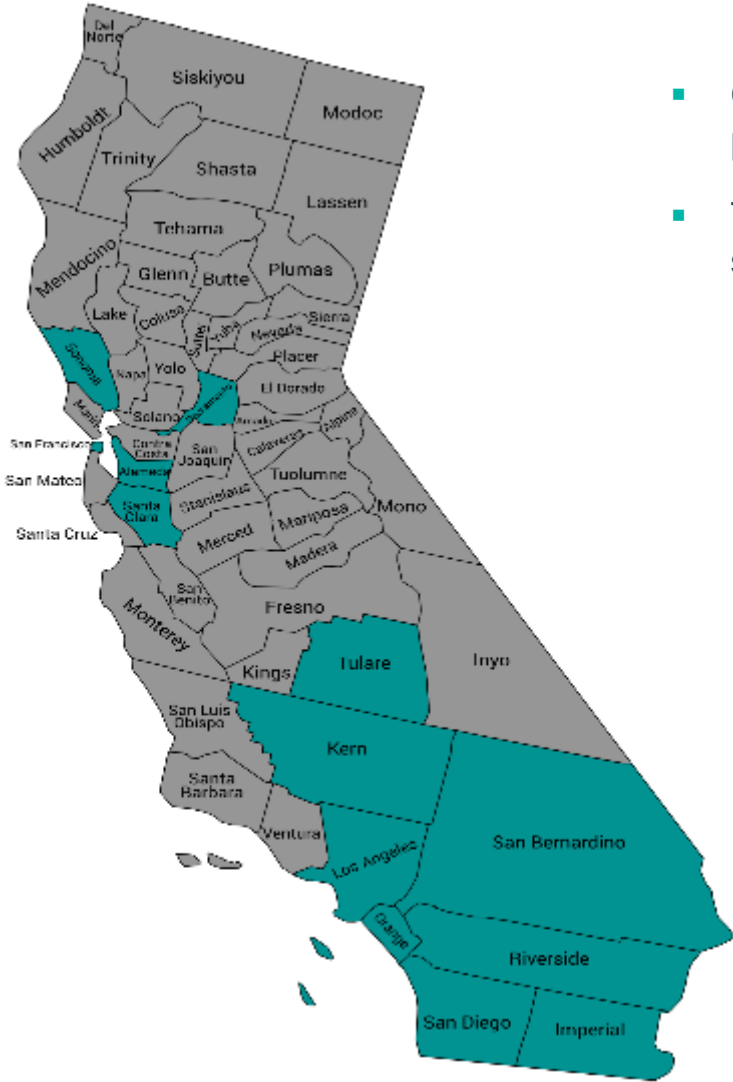 Del
Norte
Siskiyou
Modoc
Humboldt
Trinity
Shasta
Lassen
Tehama
Mendocino
Glenn
Butte
Plumas
Lake
Colusa
Sutter
Yuba
Nevada
Sierra
Placer
Sonoma
Napa
Yolo
El Dorado
Sacramento
Marin
Solano
Amador
Alpine
San Francisco
Contra
Costa
San
Joaquin
Calaveras
Alameda
Tuolumne
San Mateo
Santa
Clara
Stanislaus
Mariposa
Mono
Santa Cruz
Merced
Madera
San
Benito
Fresno
Monterey
Kings
Tulare
Inyo
San Luis
Obispo
Kern
Santa
Barbara
Ventura
Los Angeles
San Bernardino
Orange
Riverside
San Diego
Imperial